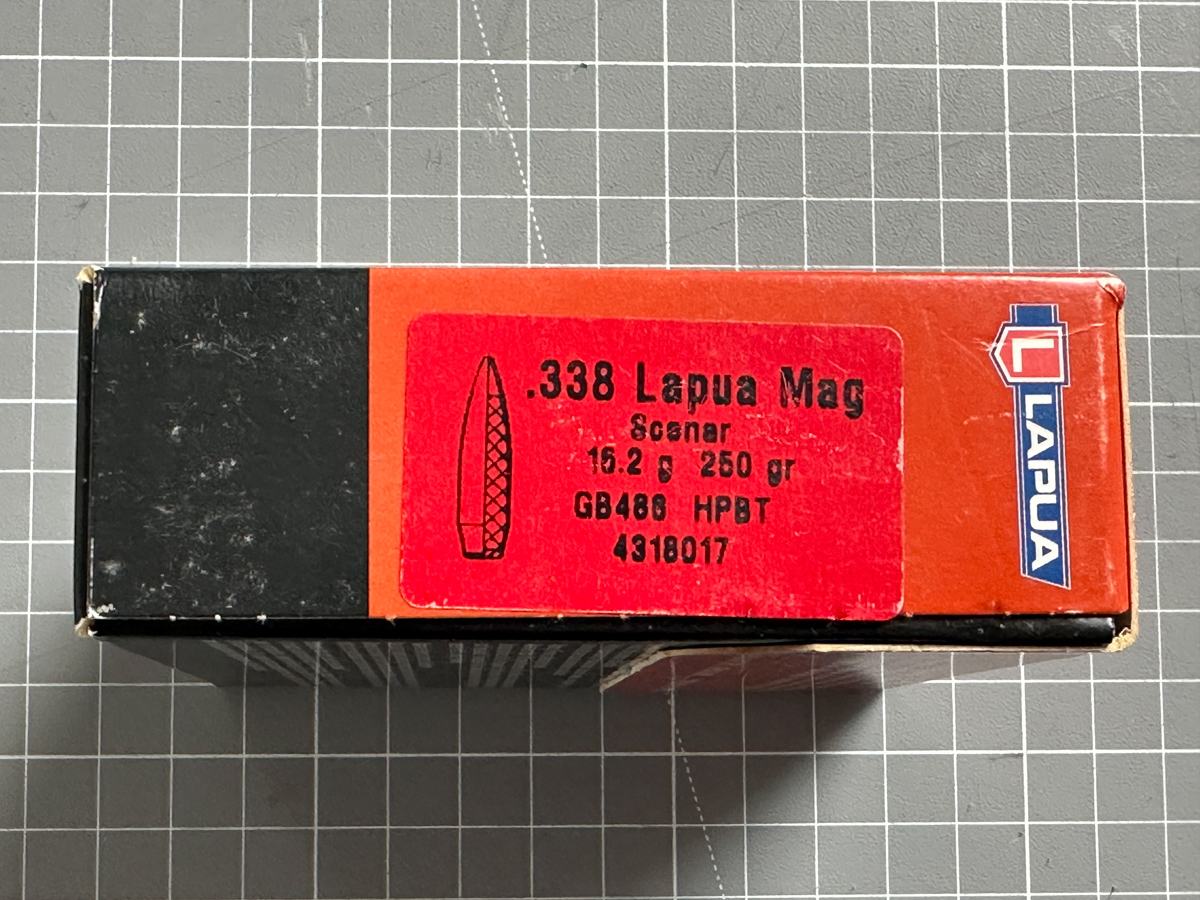 .338 Lapua Mag
Scenar
16.2 g 250 gr
GB488 HPBT
4318017
L
LAPUA